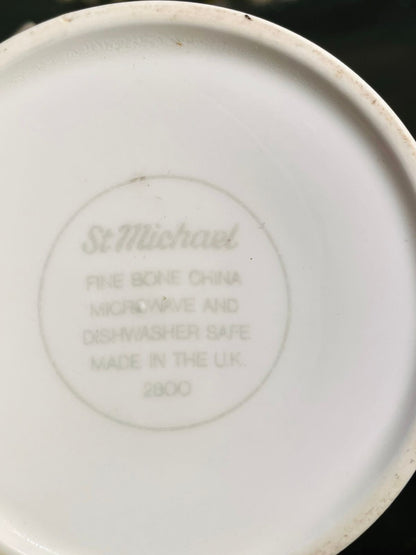 St Michael
FINE BONE CHINA
MICROWAVE AND
DISHWASHER SAFE
MADE IN THE U.K.
2800